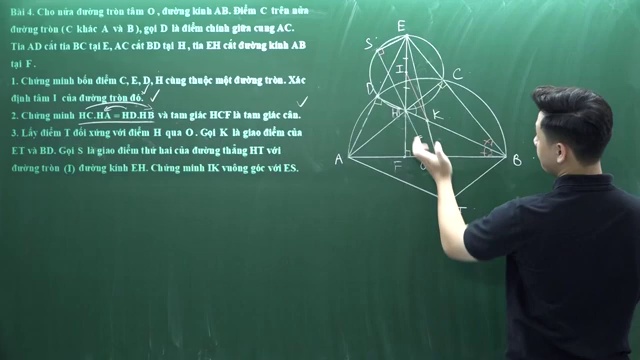 Bài 4. Cho nửa đường tròn tâm O , đường kính AB. Điểm C trên nửa
đường tròn (C khác A và B), gọi D là điểm chính giữa cung AC.
Tia AD cắt tia BC tại E, AC cắt BD tại H , tia EH cắt đường kính AB
tại F .
1. Chứng minh bốn điểm C, E, D, H cùng thuộc một đường tròn. Xác
định tâm I của đường tròn đó.
2. Chứng minh HC.HA = HD.HB và tam giác HCF là tam giác cân.
3. Lấy điểm T đối xứng với điểm H qua O . Gọi K là giao điểm của
ET và BD. Gọi S là giao điểm thứ hai của đường thẳng HT với
đường tròn (I) đường kính EH. Chứng minh IK vuông góc với ES.
E
S
I
C
D
H
K
A
F
B
T